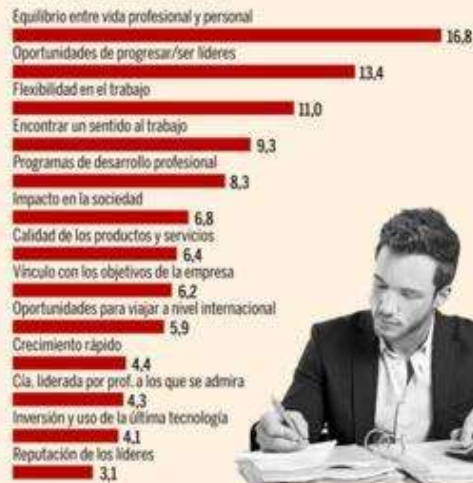 Equilibrio entre vida profesional y personal
16,8
Oportunidades de progresar/ser líderes
13,4
Flexibilidad en el trabajo
11,0
Encontrar un sentido al trabajo
9,3
Programas de desarrollo profesional
8,3
Impacto en la sociedad
6,8
Calidad de los productos y servicios
6,4
Vínculo con los objetivos de la empresa
6,2
Oportunidades para viajar a nivel internacional
5,9
Crecimiento rápido
4,4
Cía. liderada por prof. a los que se admira
4,3
Inversión y uso de la última tecnología
4,1
Reputación de los líderes
3,1